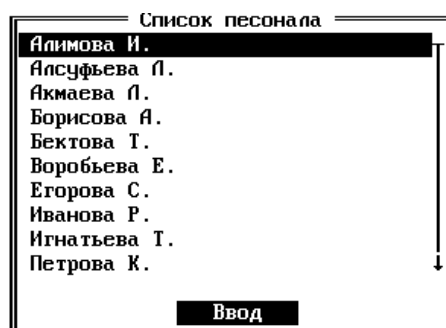 Список песонала
Алимова И.
Алсуфьева Л.
Акмаева Л.
Борисова А.
Бектова Т.
Воробьева Е.
Егорова С.
Иванова Р.
Игнатьева Т.
Петрова К.
Ввод